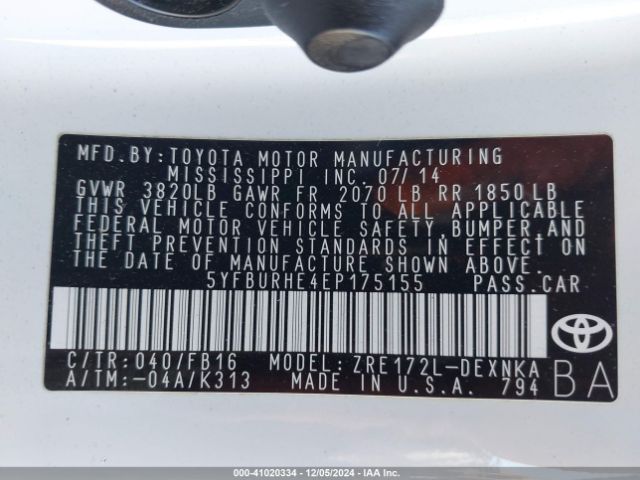 MFD. BY: TOYOTA MOTOR MANUFACTURING
MISSISSIPPI INC. 07/14
GVWR 3820LB GAWR FR 2070 LB RR 1850 LB
THIS VEHICLE CONFORMS TO ALL APPLICABLE
FEDERAL MOTOR VEHICLE SAFETY, BUMPER, AND
THEFT PREVENTION STANDARDS IN EFFECT ON
THE DATE OF MANUFACTURE SHOWN ABOVE.
5YFBURHE4EP175155 PASS. CAR
C/TR: 040/FB16 MODEL: ZRE172L-DEXNKA
A/TM: -04A/K313 MADE IN U.S.A. 794
TOYOTA
BA
000-41020334 - 12/05/2024 - IAA Inc.